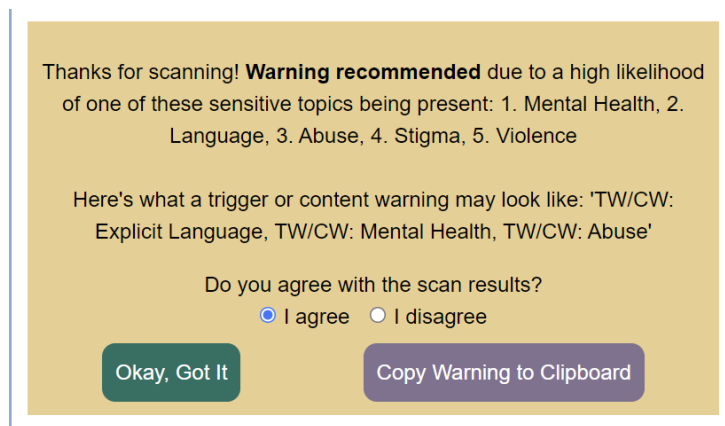 Thanks for scanning! Warning recommended due to a high likelihood
of one of these sensitive topics being present: 1. Mental Health, 2.
Language, 3. Abuse, 4. Stigma, 5. Violence
Here's what a trigger or content warning may look like: 'TW/CW:
Explicit Language, TW/CW: Mental Health, TW/CW: Abuse'
Do you agree with the scan results?
I agree I disagree
Okay, Got It Copy Warning to Clipboard